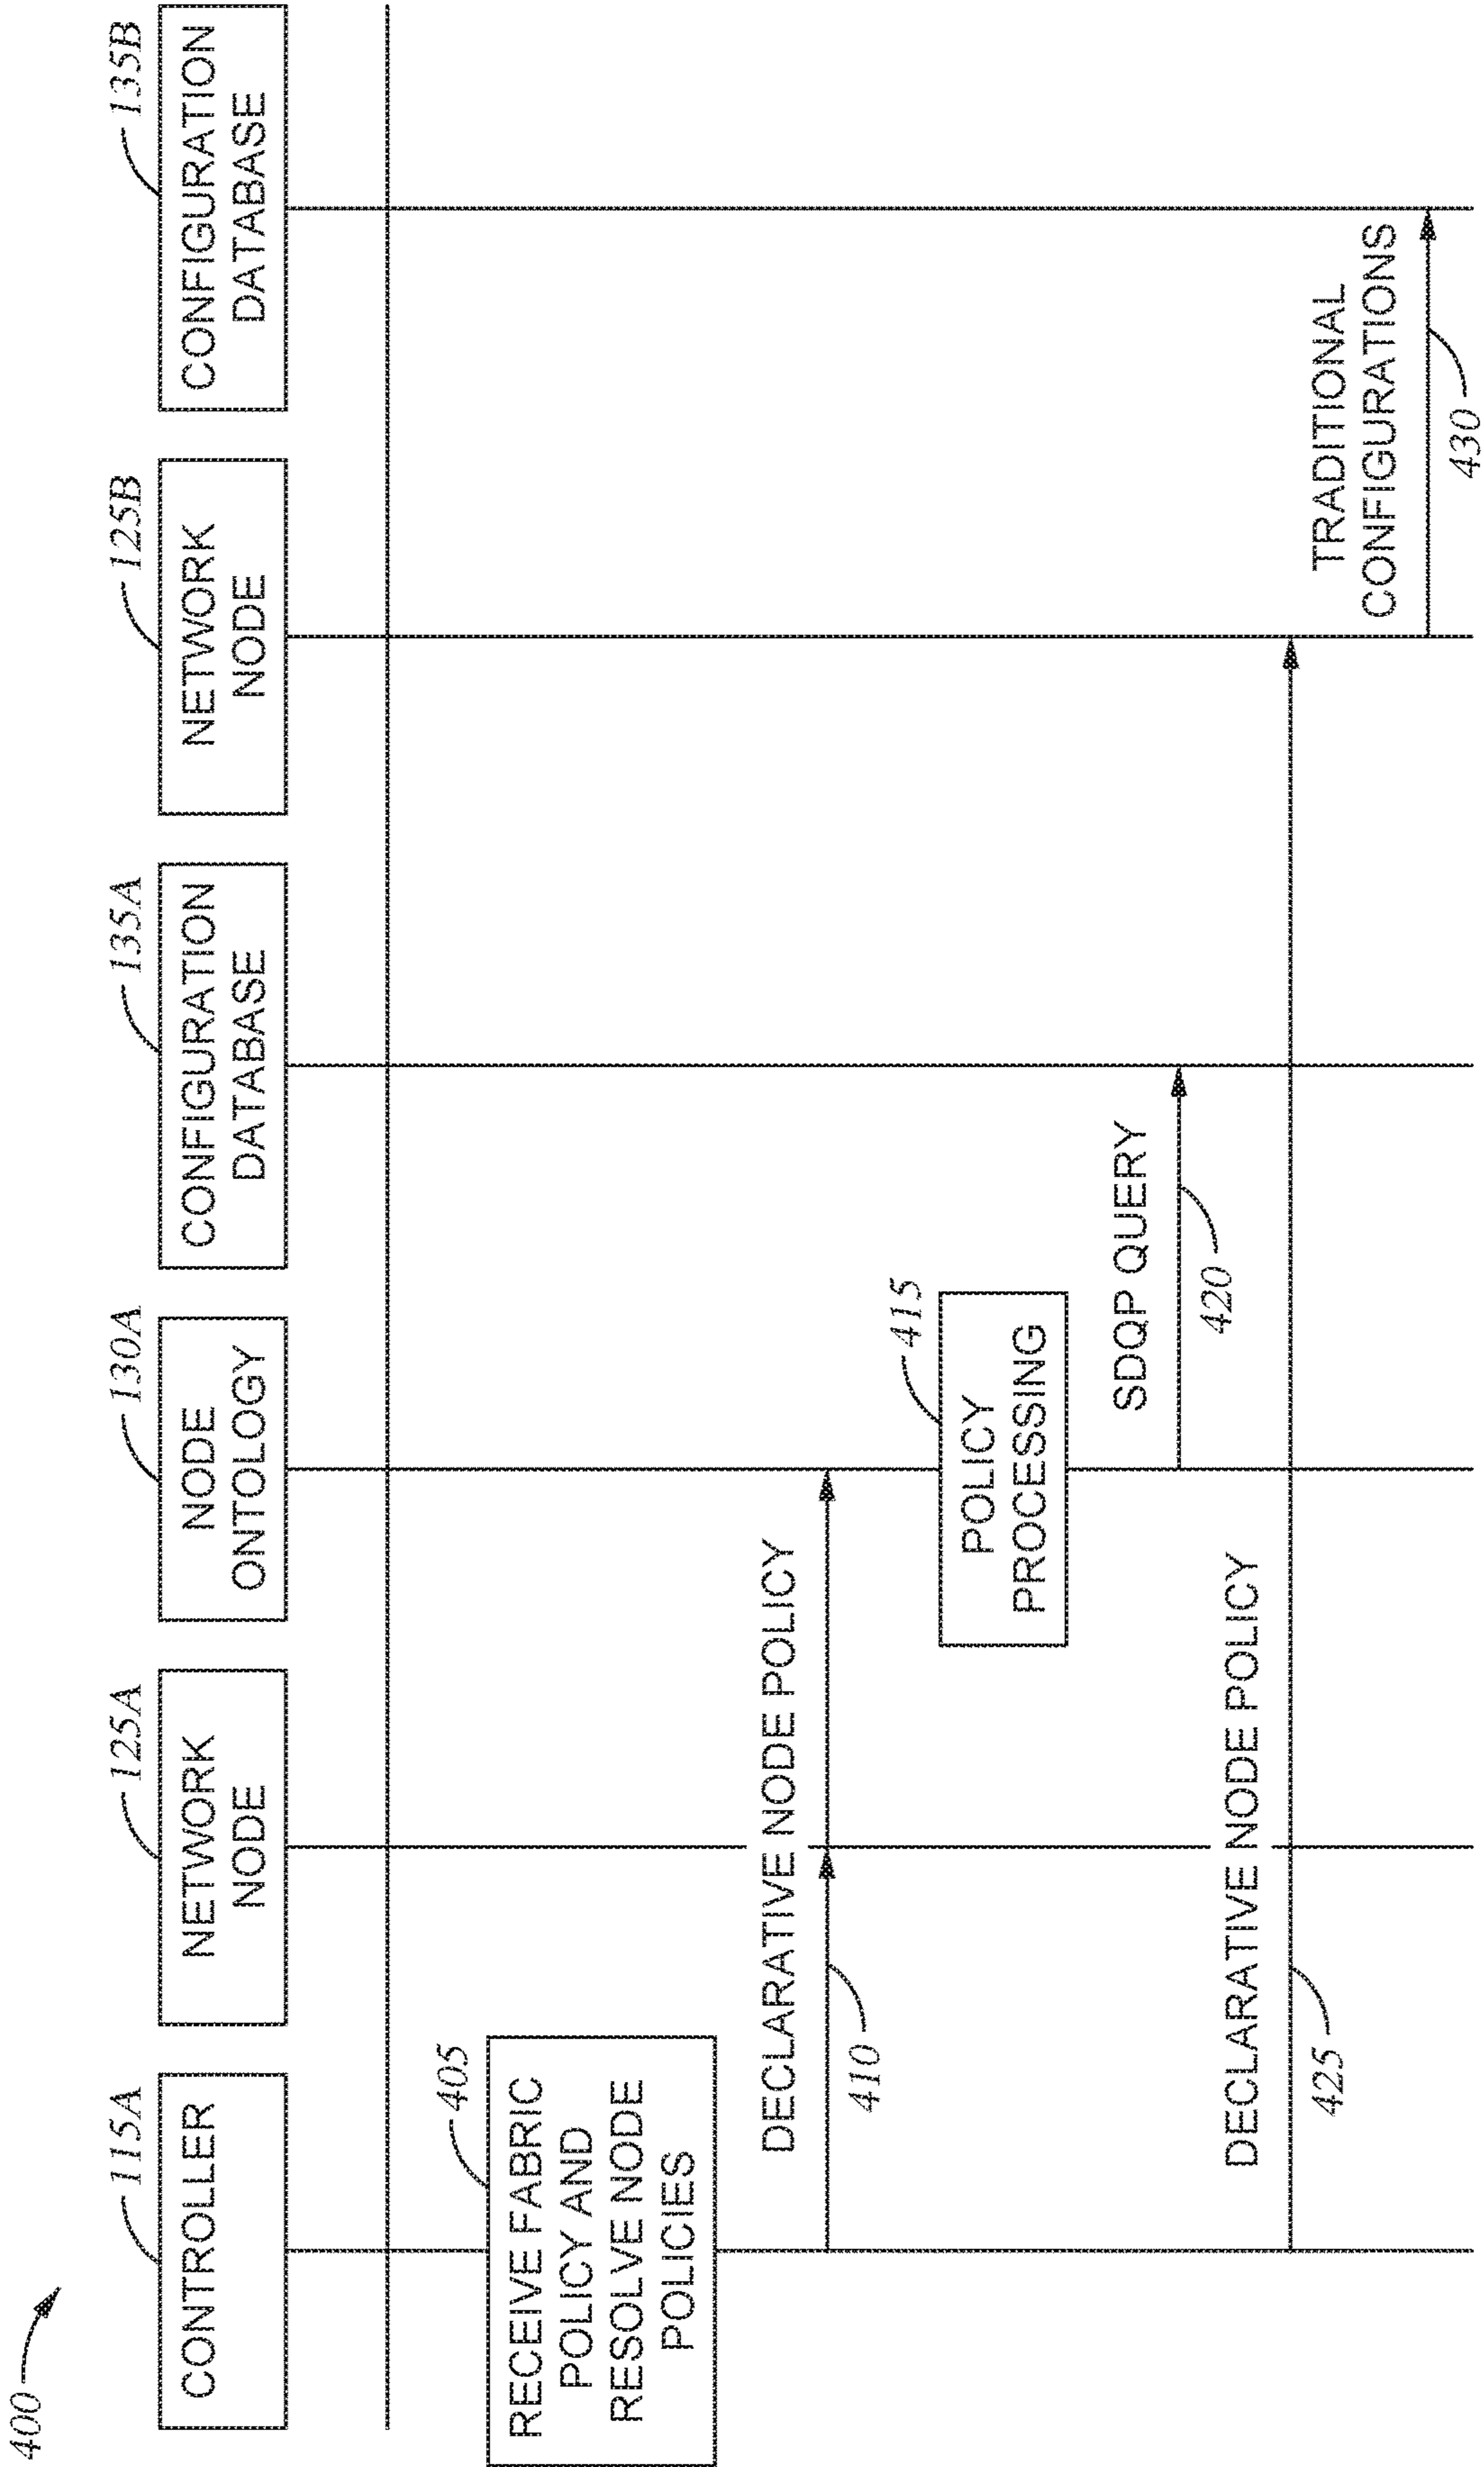 400
115A
125A
130A
135A
125B
135B
CONTROLLER
NETWORK
NODE
NODE
ONTOLOGY
CONFIGURATION
DATABASE
NETWORK
NODE
CONFIGURATION
DATABASE
405
RECEIVE FABRIC
POLICY AND
RESOLVE NODE
POLICIES
DECLARATIVE NODE POLICY
410
415
POLICY
PROCESSING
SDQP QUERY
420
DECLARATIVE NODE POLICY
425
TRADITIONAL
CONFIGURATIONS
430